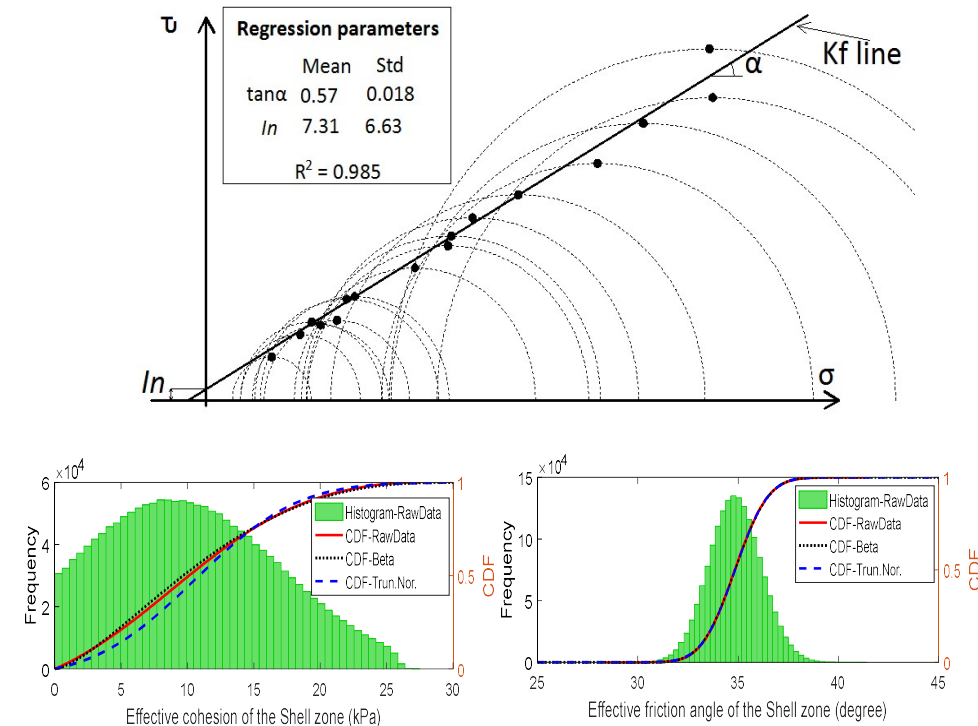 τ
Regression parameters
Mean Std
tanα 0.57 0.018
In 7.31 6.63
R² = 0.985
Kf line
α
In
σ
×10⁴
6
4
2
0
Frequency
1
0.5
0
CDF
Histogram-RawData
CDF-RawData
CDF-Beta
CDF-Trun.Nor.
0 5 10 15 20 25 30
Effective cohesion of the Shell zone (kPa)
×10⁴
15
10
5
0
Frequency
1
0.5
0
CDF
Histogram-RawData
CDF-RawData
CDF-Beta
CDF-Trun.Nor.
25 30 35 40 45
Effective friction angle of the Shell zone (degree)